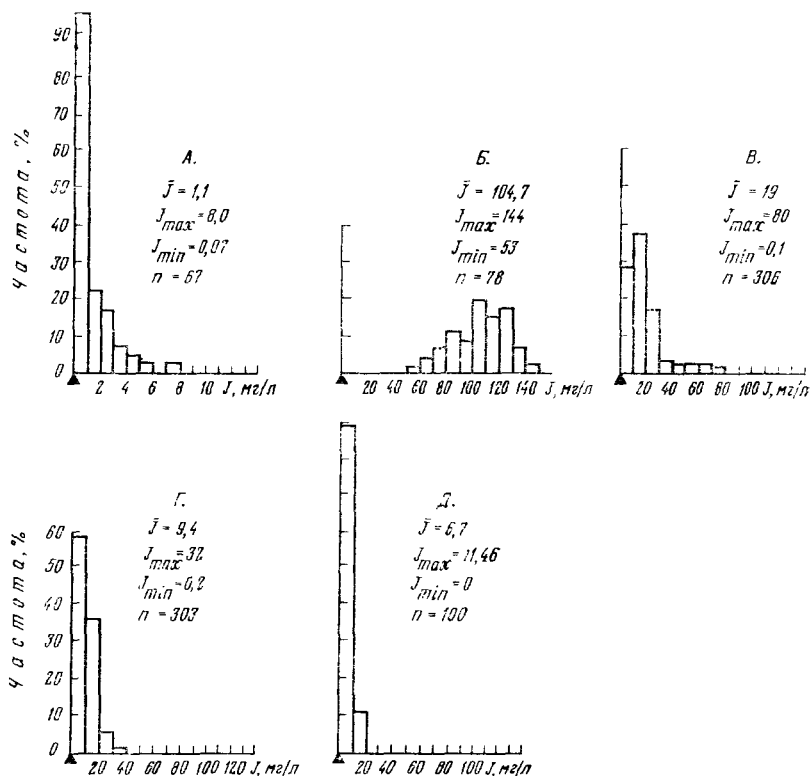 Частота, %
90
80
70
60
50
40
30
20
10
0
А.
J̄ = 1,1
Jmax = 8,0
Jmin = 0,07
n = 67
2 4 6 8 10 J, мг/л
Б.
J̄ = 104,7
Jmax = 144
Jmin = 53
n = 78
20 40 60 80 100 120 140 J, мг/л
В.
J̄ = 19
Jmax = 80
Jmin = 0,1
n = 306
20 40 60 80 100 J, мг/л
Частота, %
60
50
40
30
20
10
0
Г.
J̄ = 9,4
Jmax = 32
Jmin = 0,2
n = 303
20 40 60 80 100 120 J, мг/л
Д.
J̄ = 6,7
Jmax = 11,46
Jmin = 0
n = 100
20 40 60 80 100 J, мг/л